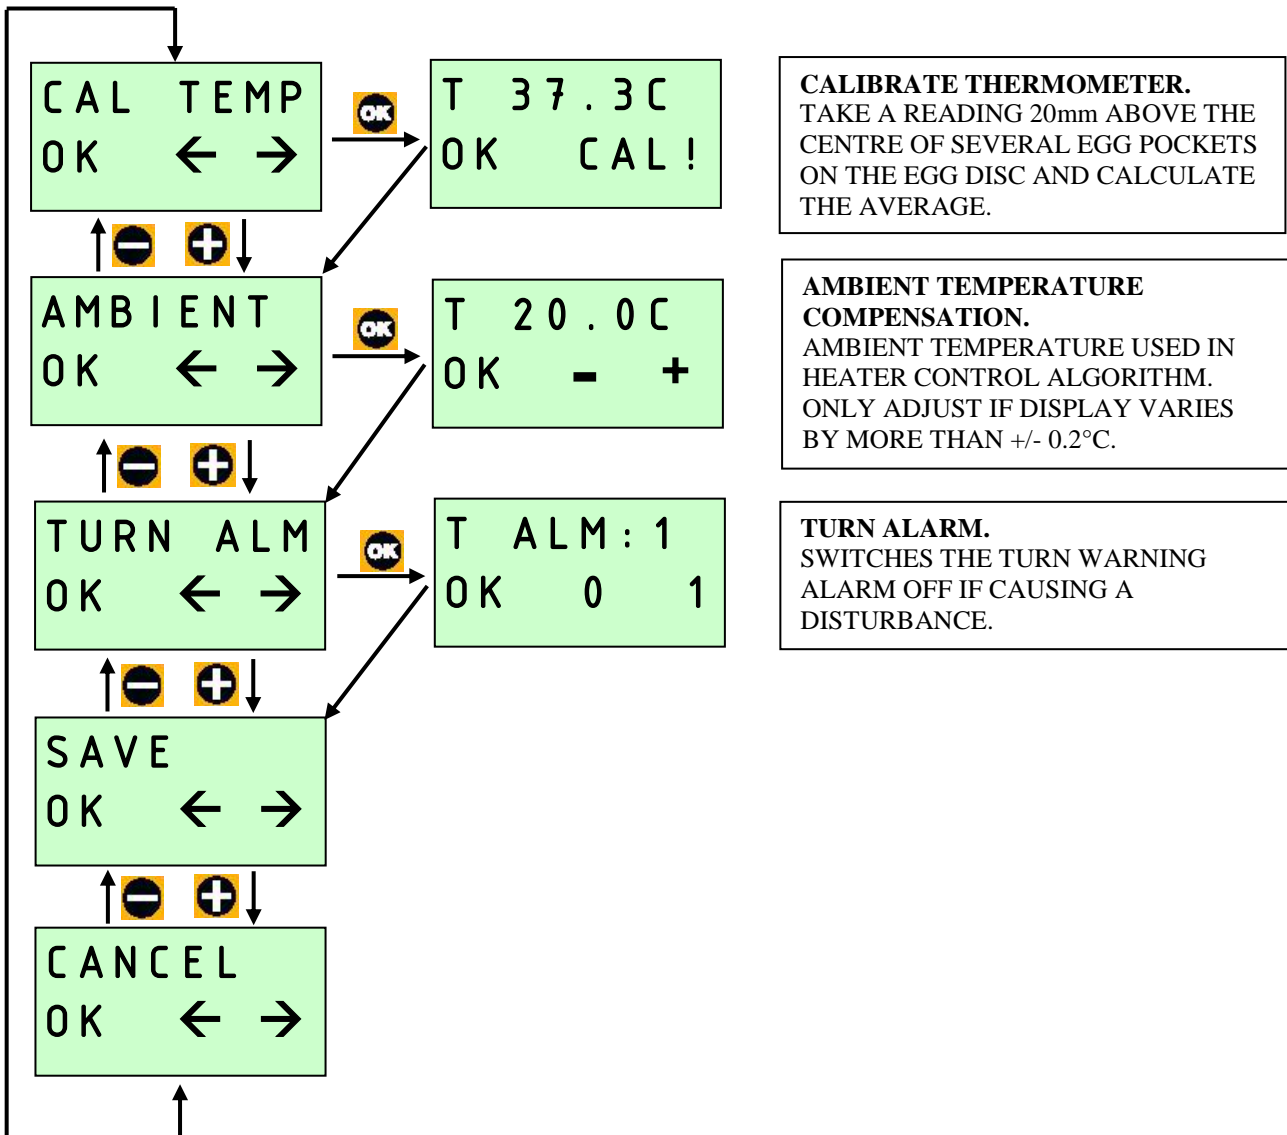 CAL TEMP
OK ← →
OK
T 37.3C
OK CAL!
CALIBRATE THERMOMETER.
TAKE A READING 20mm ABOVE THE
CENTRE OF SEVERAL EGG POCKETS
ON THE EGG DISC AND CALCULATE
THE AVERAGE.
AMBIENT
OK ← →
OK
T 20.0C
OK - +
AMBIENT TEMPERATURE
COMPENSATION.
AMBIENT TEMPERATURE USED IN
HEATER CONTROL ALGORITHM.
ONLY ADJUST IF DISPLAY VARIES
BY MORE THAN +/- 0.2°C.
TURN ALM
OK ← →
OK
T ALM:1
OK 0 1
TURN ALARM.
SWITCHES THE TURN WARNING
ALARM OFF IF CAUSING A
DISTURBANCE.
SAVE
OK ← →
CANCEL
OK ← →